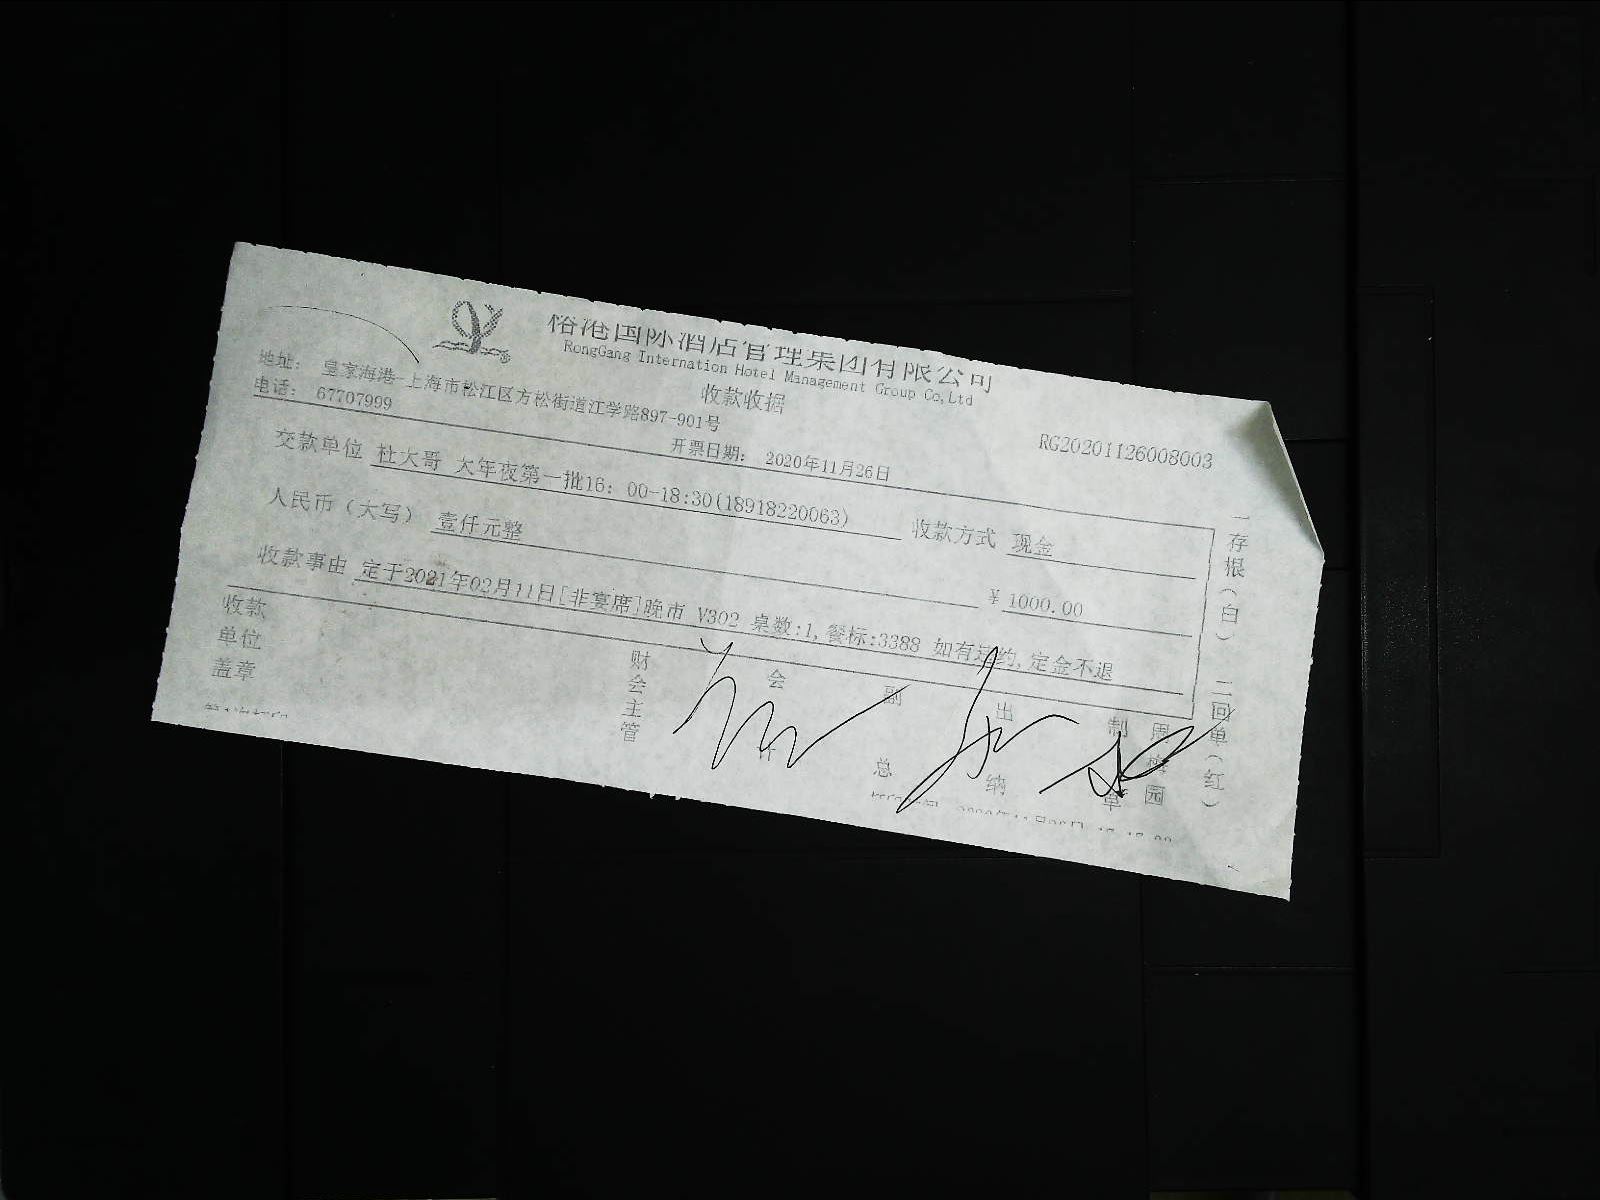 裕港国际酒店管理集团有限公司
RongGang Internation Hotel Management Group Co,Ltd
收款收据
地址： 皇家海港-上海市松江区方松街道江学路897-901号
电话： 67707999
开票日期： 2020年11月26日
RG20201126008003
交款单位 杜大哥 大年夜第一批16：00-18:30(18918220063) 收款方式 现金
人民币（大写） 壹仟元整 ￥ 1000.00
收款事由 定于2021年02月11日[非宴席]晚市 V302 桌数:1,餐标:3388 如有违约,定金不退
收款单位盖章
财会主管
会计
副总
出纳
制单
周梅园
一存根（白） 二回单（红）